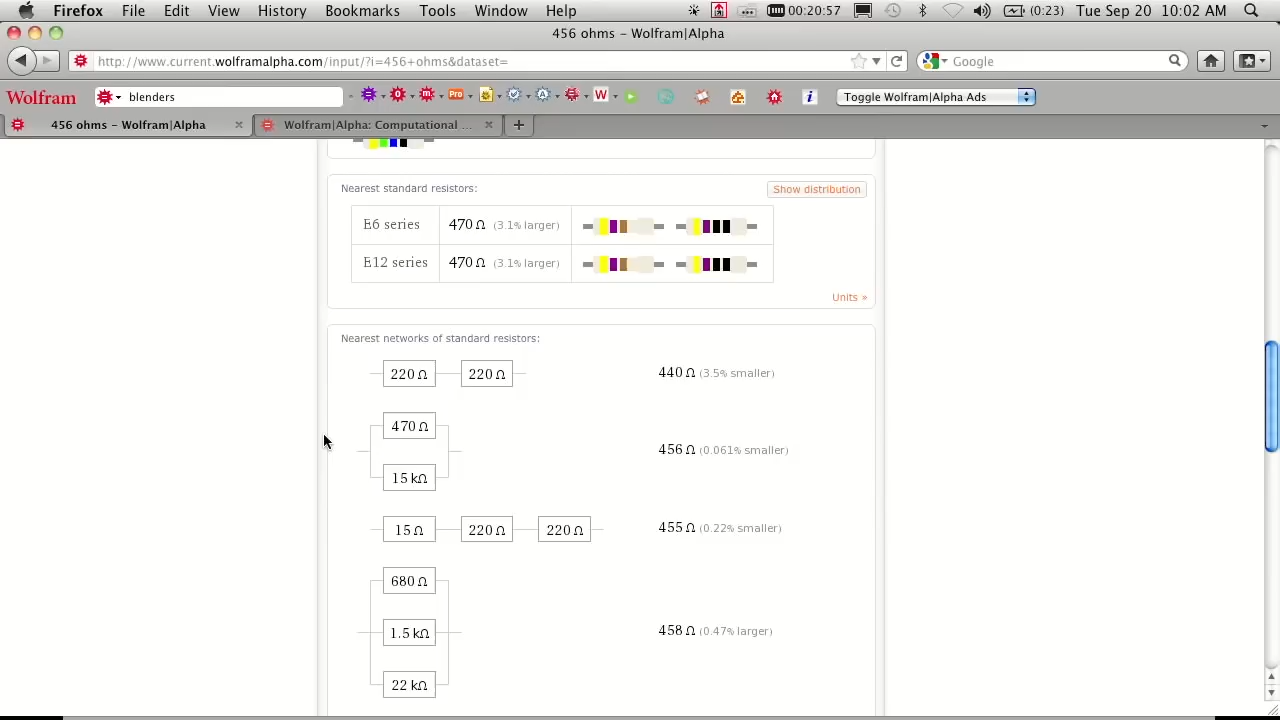 Firefox File Edit View History Bookmarks Tools Window Help 00:20:57 (0:23) Tue Sep 20 10:02 AM
456 ohms – Wolfram|Alpha
http://www.current.wolframalpha.com/input/?i=456+ohms&dataset= Google
Wolfram blenders Pro W i Toggle Wolfram|Alpha Ads
456 ohms – Wolfram|Alpha Wolfram|Alpha: Computational ...
Nearest standard resistors: Show distribution
E6 series 470 Ω (3.1% larger)
E12 series 470 Ω (3.1% larger)
Units »
Nearest networks of standard resistors:
220 Ω 220 Ω 440 Ω (3.5% smaller)
470 Ω
456 Ω (0.061% smaller)
15 kΩ
15 Ω 220 Ω 220 Ω 455 Ω (0.22% smaller)
680 Ω
1.5 kΩ 458 Ω (0.47% larger)
22 kΩ